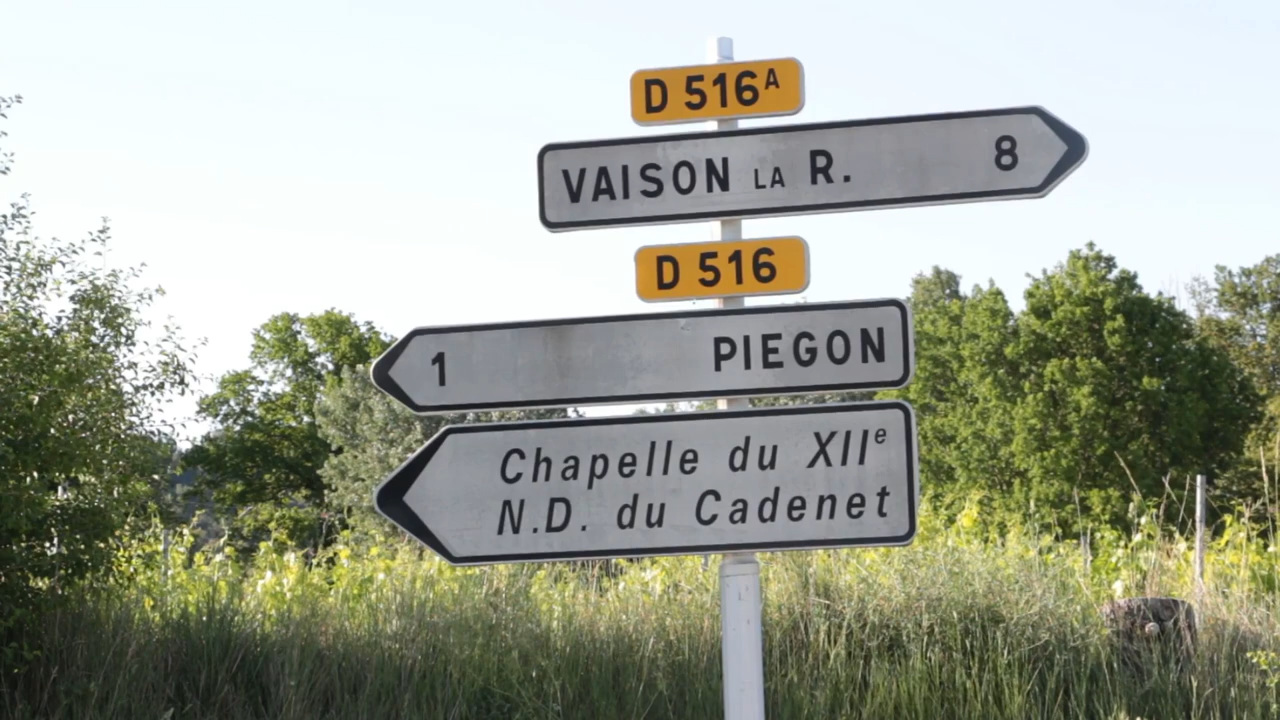 D 516A
VAISON LA R. 8
D 516
1 PIEGON
Chapelle du XIIe
N.D. du Cadenet